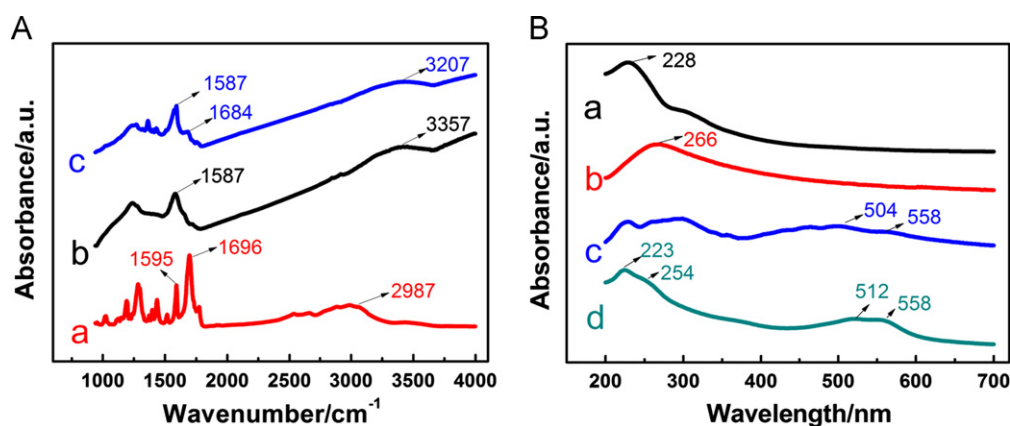 A
Absorbance/a.u.
1587
1684
3207
c
3357
1587
b
1595
1696
2987
a
1000 1500 2000 2500 3000 3500 4000
Wavenumber/cm⁻¹
B
Absorbance/a.u.
228
a
266
b
504
558
c
223
254
512
558
d
200 300 400 500 600 700
Wavelength/nm